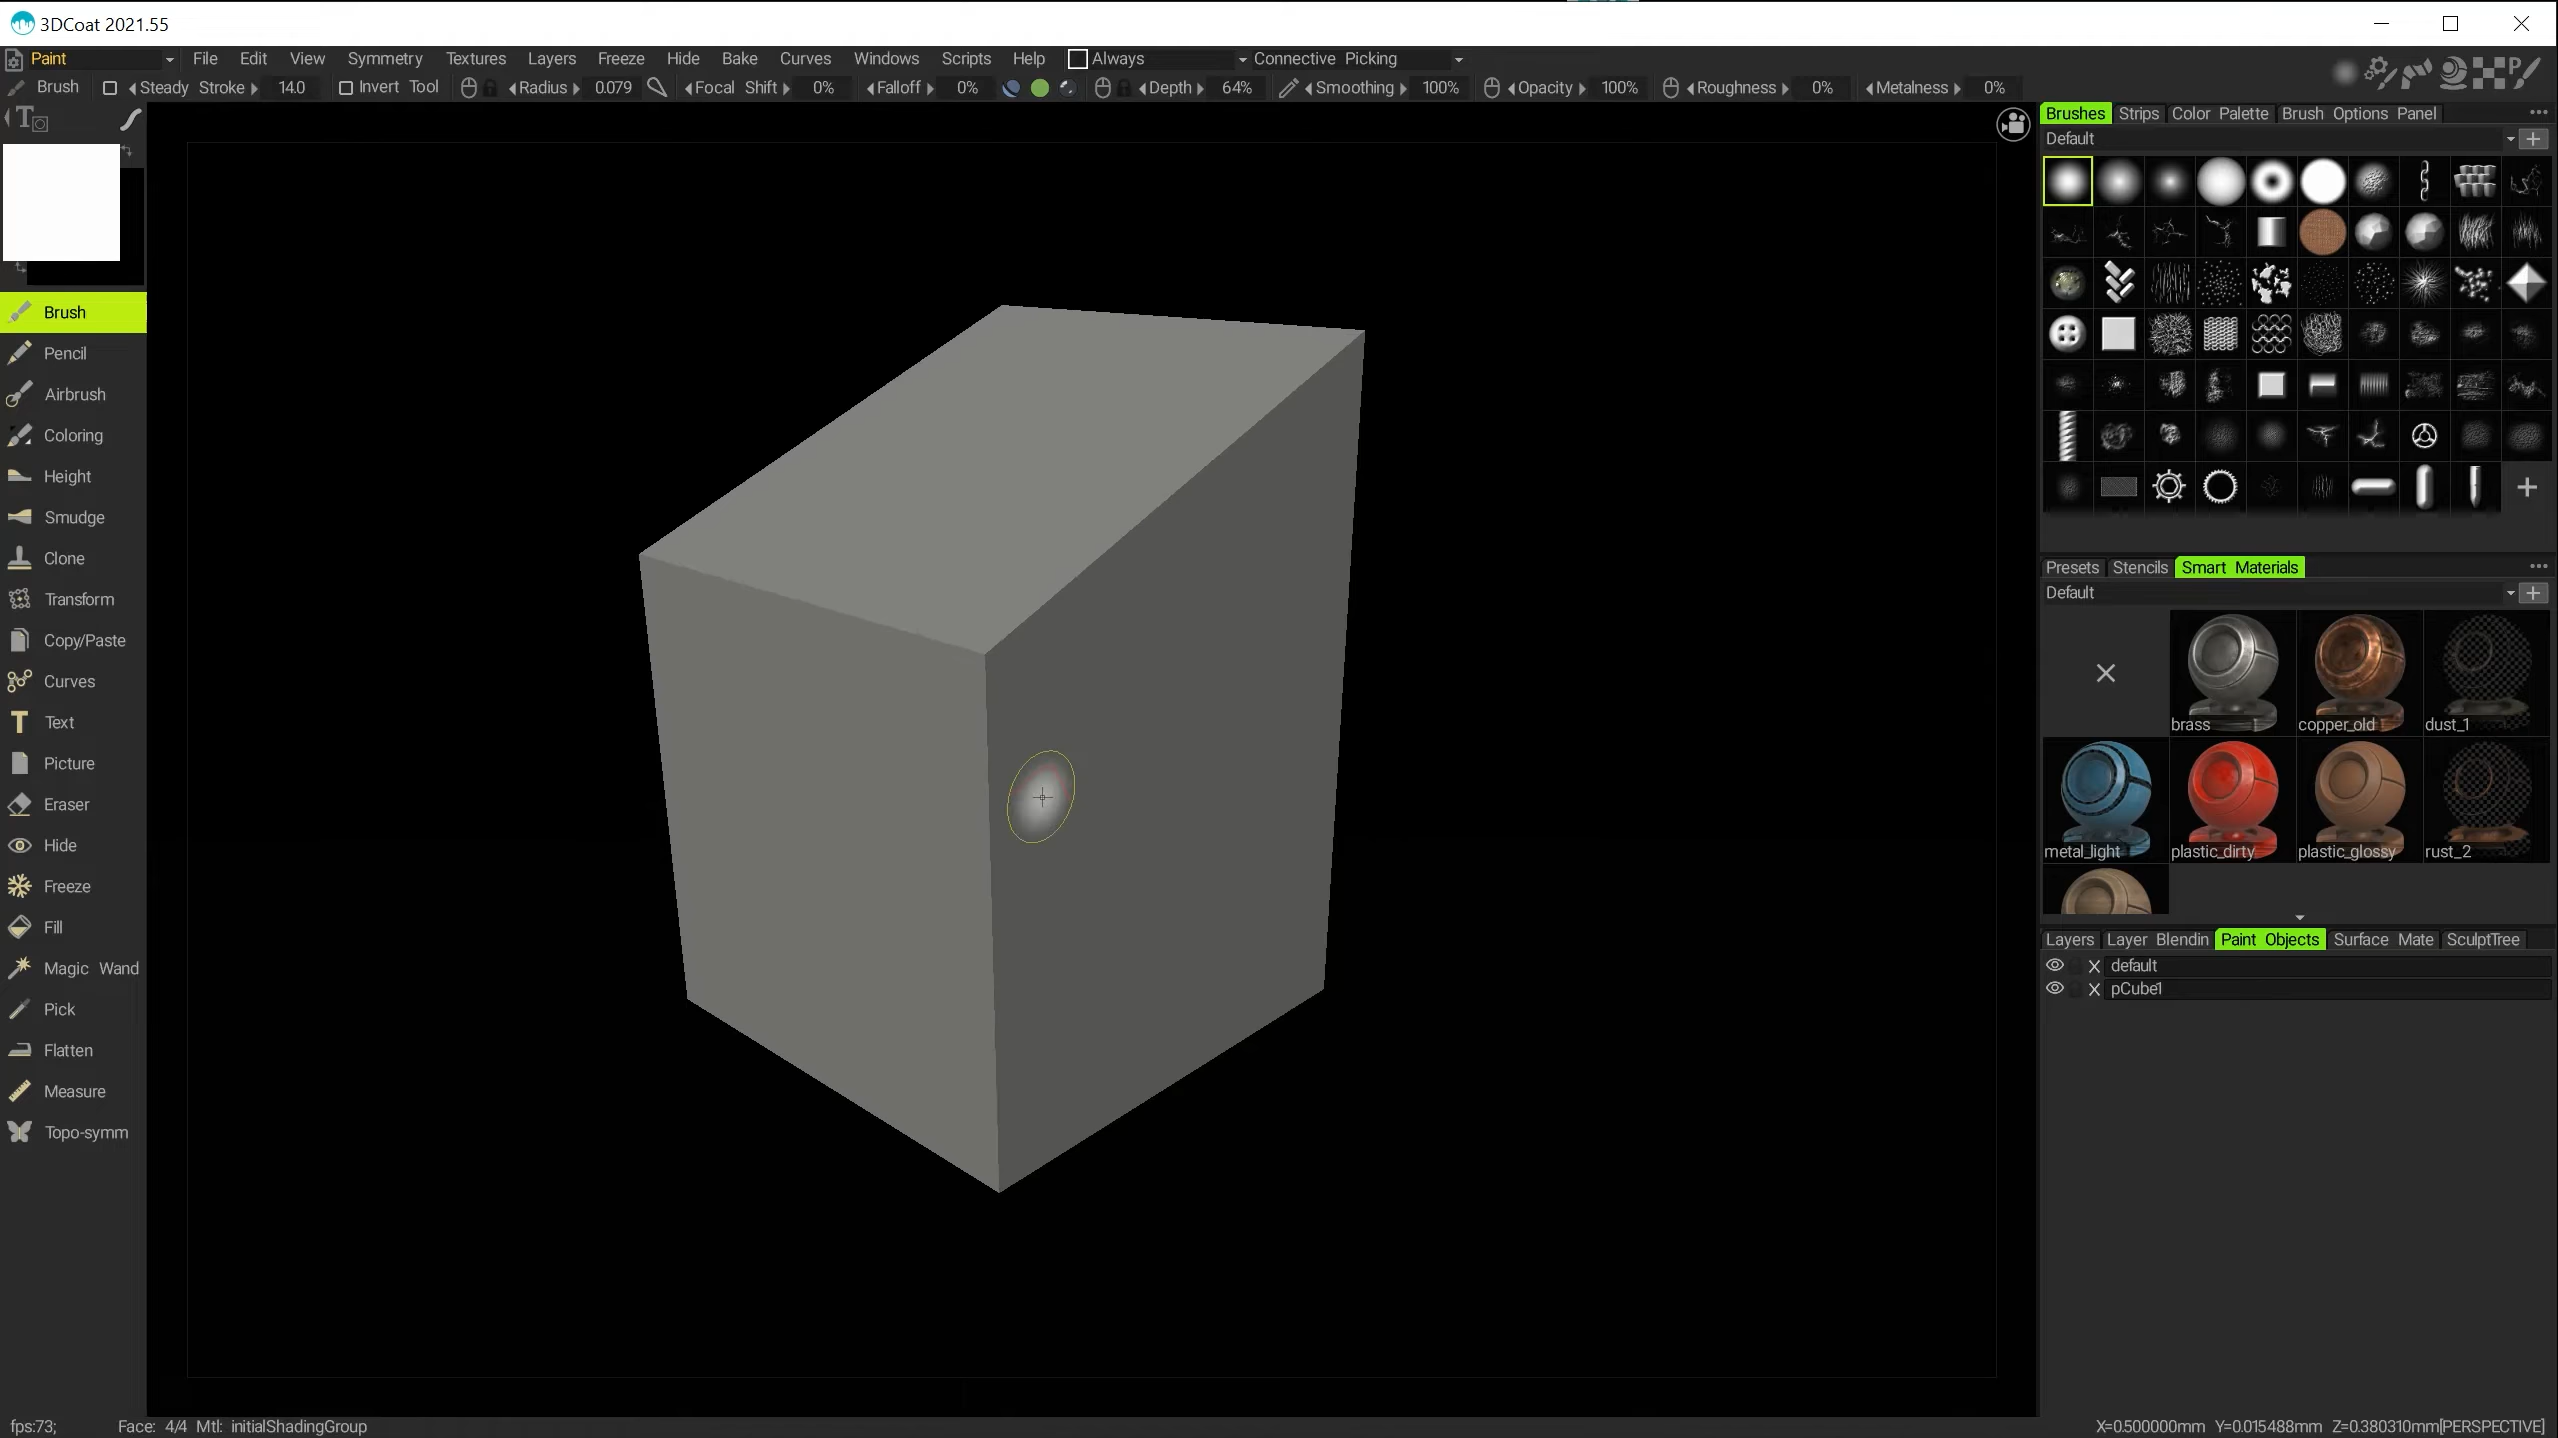 3DCoat 2021.55
Paint File Edit View Symmetry Textures Layers Freeze Hide Bake Curves Windows Scripts Help Always Connective Picking
Brush Steady Stroke 14.0 Invert Tool Radius 0.079 Focal Shift 0% Falloff 0% Depth 64% Smoothing 100% Opacity 100% Roughness 0% Metalness 0%
Brushes Strips Color Palette Brush Options Panel
Default
Brush
Pencil
Airbrush
Coloring
Height
Smudge
Clone
Transform
Copy/Paste
Curves
Text
Picture
Eraser
Hide
Freeze
Fill
Magic Wand
Pick
Flatten
Measure
Topo-symm
Presets Stencils Smart Materials
Default
brass copper_old dust_1
metal_light plastic_dirty plastic_glossy rust_2
Layers Layer Blendin Paint Objects Surface Mate SculptTree
default
pCube1
fps:73; Face: 4/4 Mtl: initialShadingGroup X=0.500000mm Y=0.015488mm Z=0.380310mm[PERSPECTIVE]